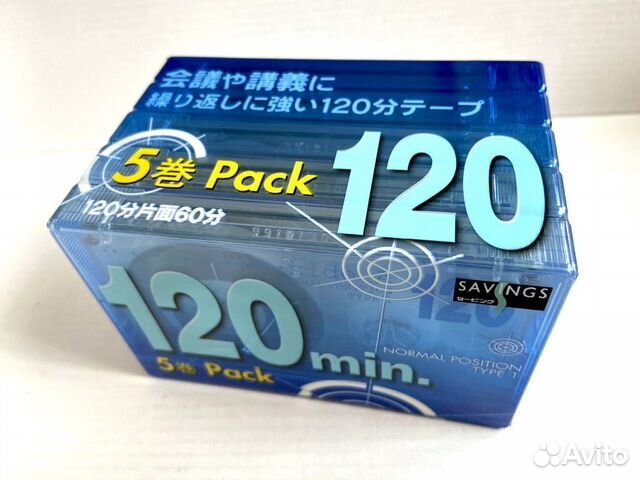 会議や講義に
繰り返しに強い120分テープ
5巻 Pack 120
120分片面60分
SAVINGS
セービング
120 min.
120
NORMAL POSITION
TYPE 1
5巻 Pack
Avito